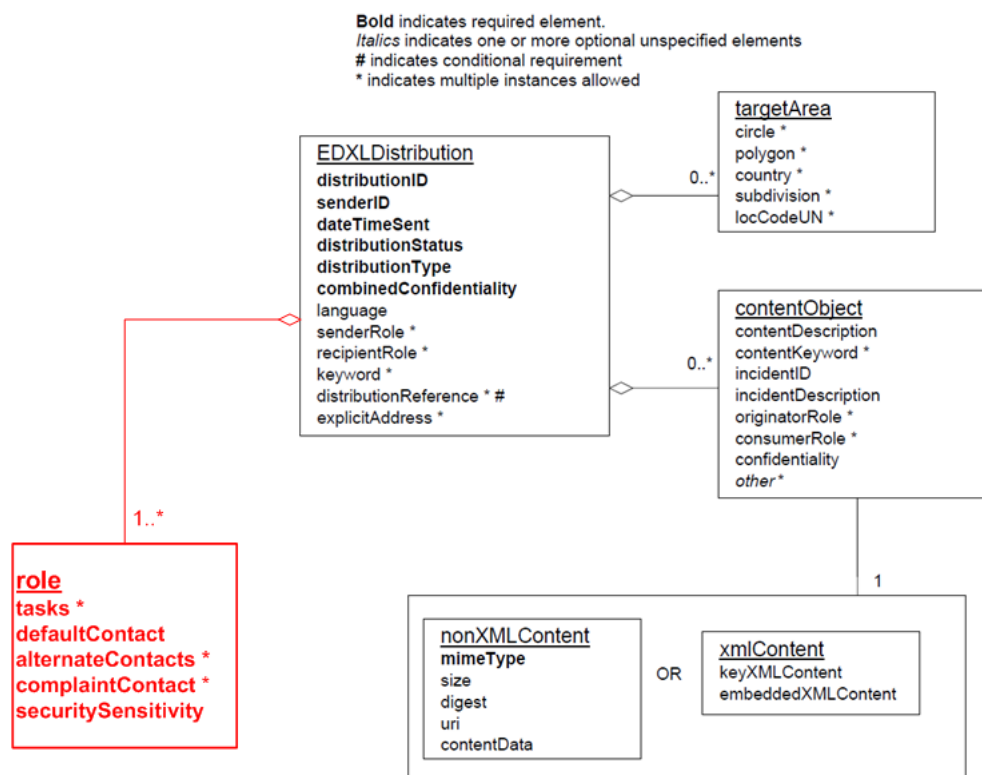 Bold indicates required element.
Italics indicates one or more optional unspecified elements
# indicates conditional requirement
* indicates multiple instances allowed
targetArea
circle *
polygon *
country *
subdivision *
locCodeUN *
EDXLDistribution
distributionID
senderID
dateTimeSent
distributionStatus
distributionType
combinedConfidentiality
language
senderRole *
recipientRole *
keyword *
distributionReference * #
explicitAddress *
0..*
contentObject
contentDescription
contentKeyword *
incidentID
incidentDescription
originatorRole *
consumerRole *
confidentiality
other *
0..*
1..*
role
tasks *
defaultContact
alternateContacts *
complaintContact *
securitySensitivity
1
nonXMLContent
mimeType
size
digest
uri
contentData
OR
xmlContent
keyXMLContent
embeddedXMLContent